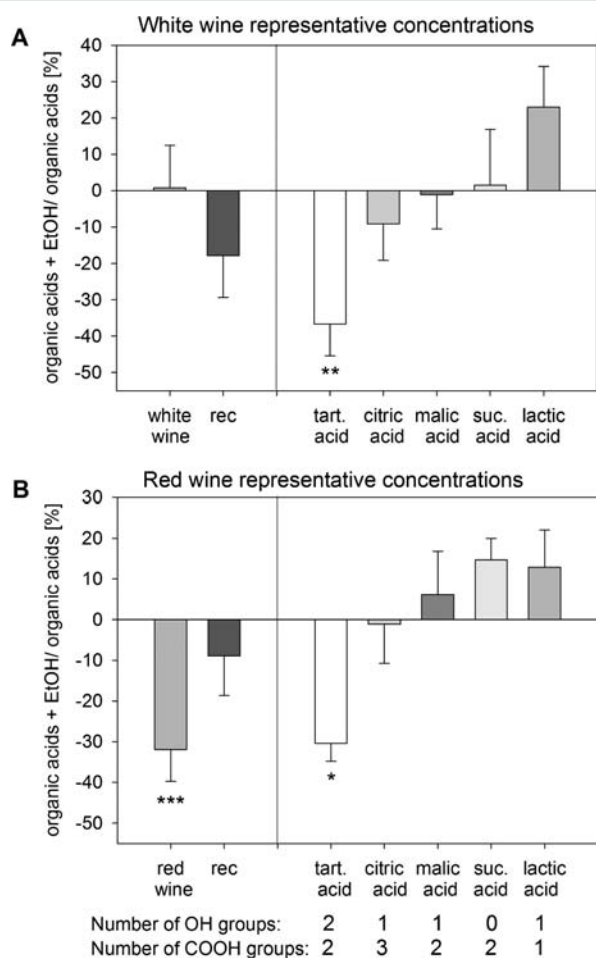 A
White wine representative concentrations
organic acids + EtOH/ organic acids [%]
40
30
20
10
0
-10
-20
-30
-40
-50
**
white wine
rec
tart. acid
citric acid
malic acid
suc. acid
lactic acid
B
Red wine representative concentrations
organic acids + EtOH/ organic acids [%]
30
20
10
0
-10
-20
-30
-40
-50
***
*
red wine
rec
tart. acid
citric acid
malic acid
suc. acid
lactic acid
Number of OH groups: 2 1 1 0 1
Number of COOH groups: 2 3 2 2 1